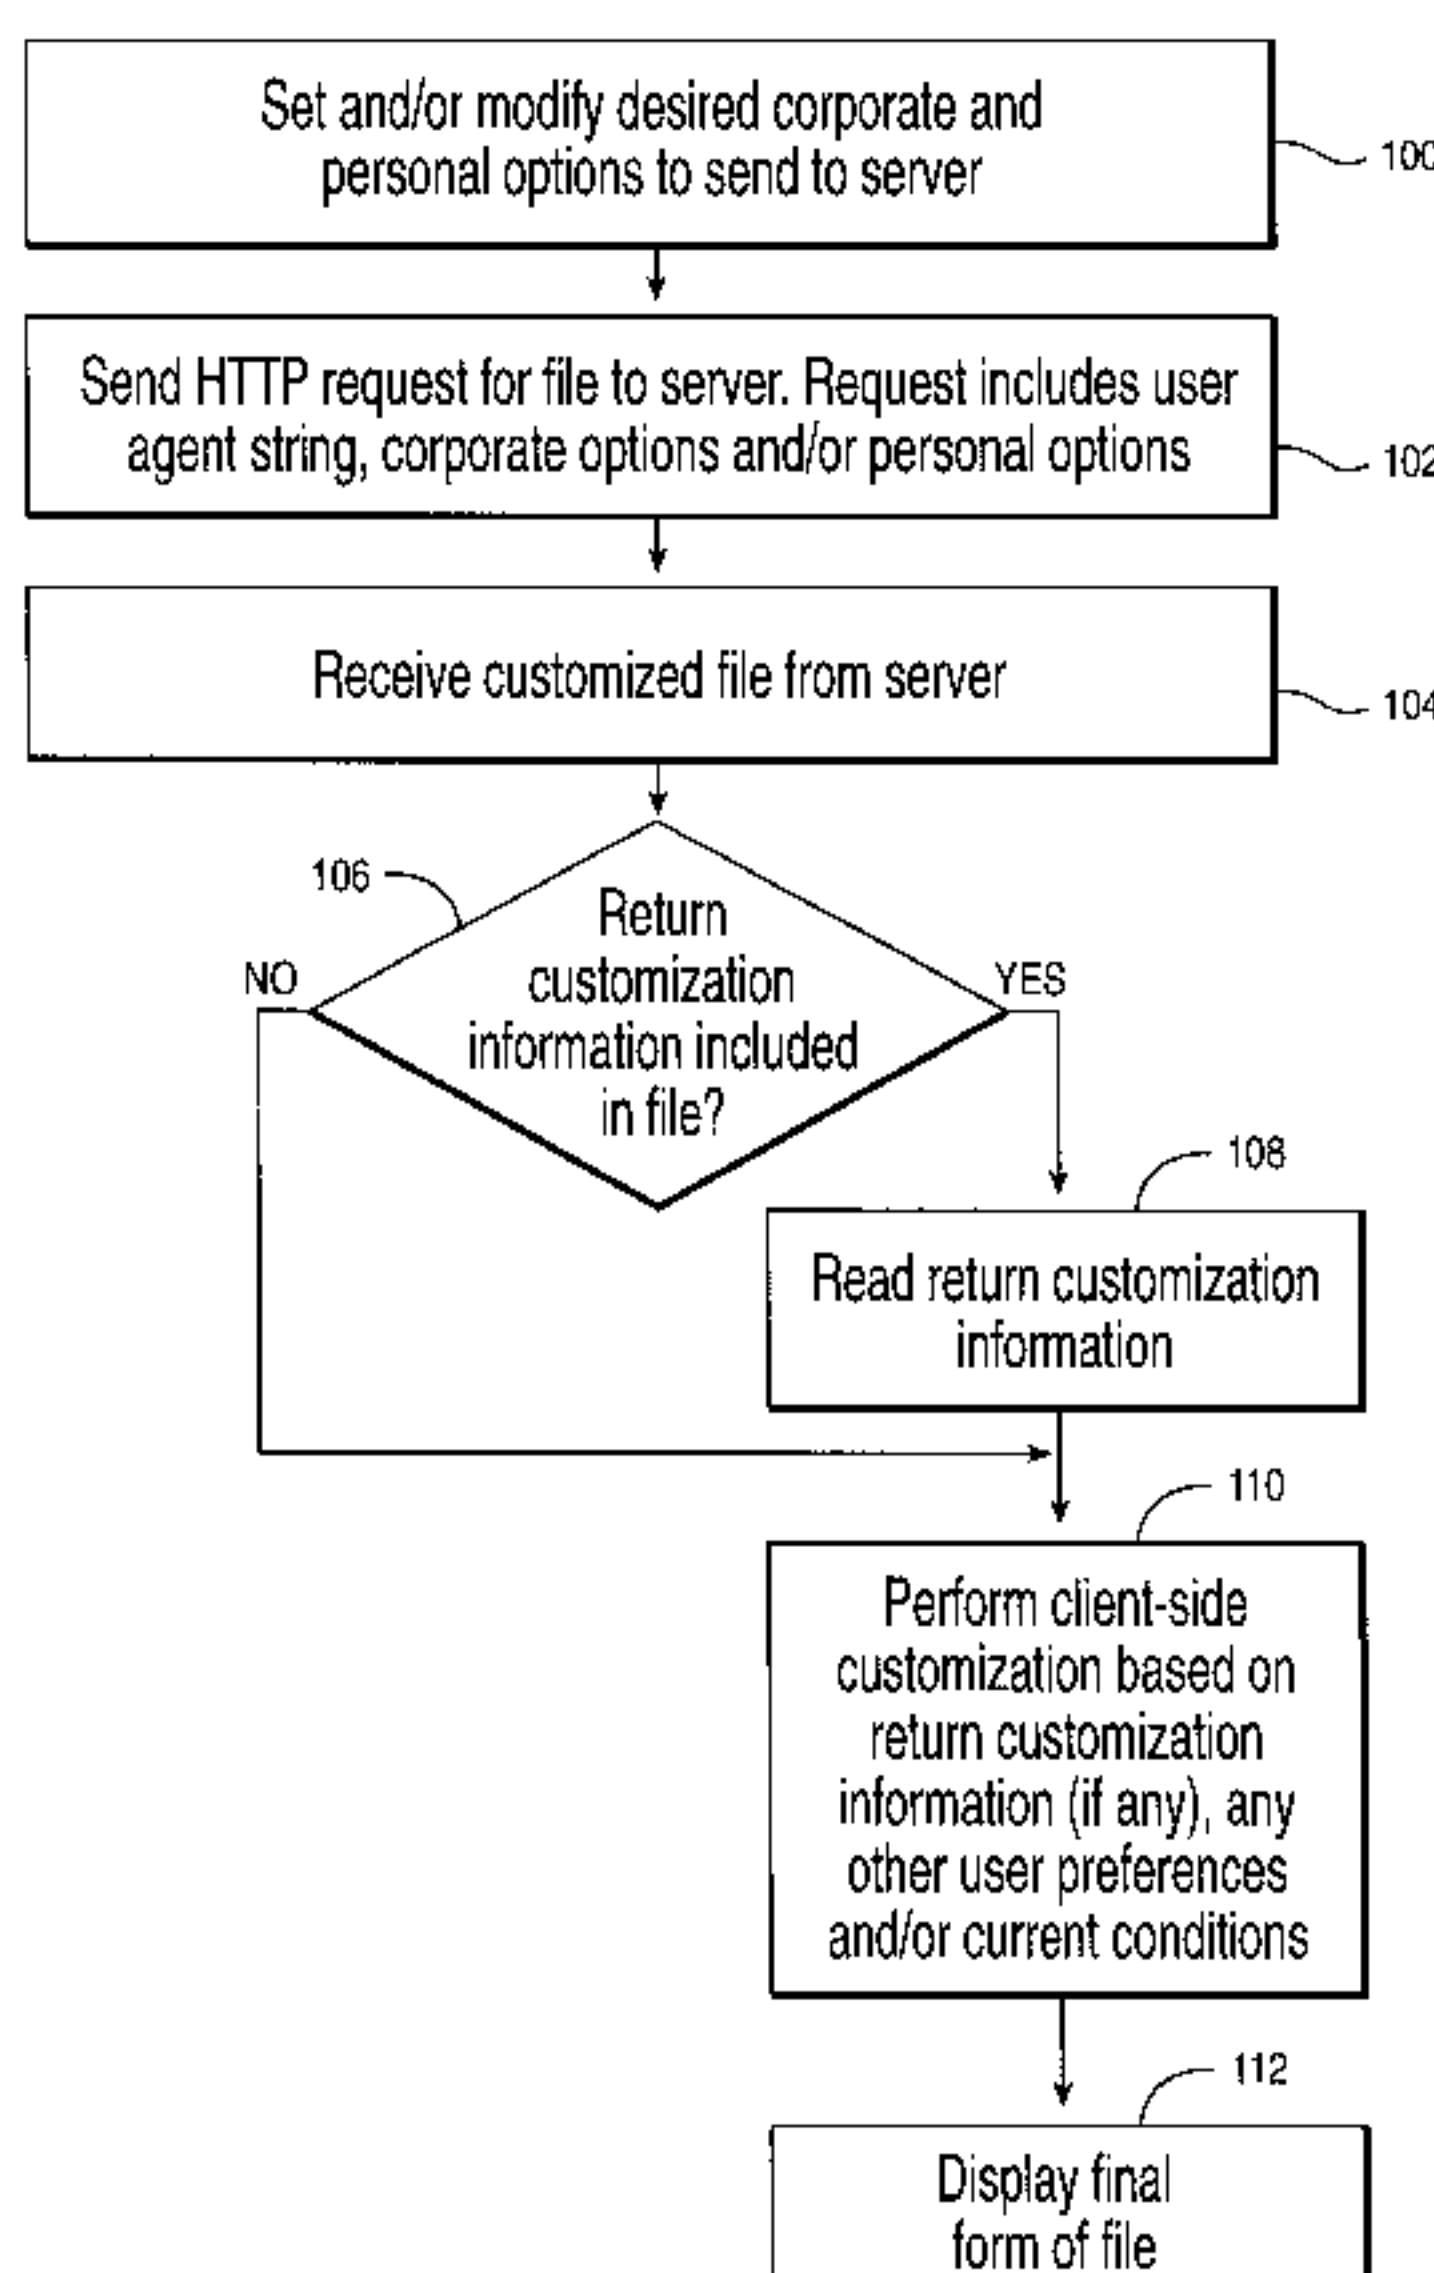 Set and/or modify desired corporate and
personal options to send to server
100
Send HTTP request for file to server. Request includes user
agent string, corporate options and/or personal options
102
Receive customized file from server
104
106
Return
customization
information included
in file?
NO
YES
108
Read return customization
information
110
Perform client-side
customization based on
return customization
information (if any), any
other user preferences
and/or current conditions
112
Display final
form of file